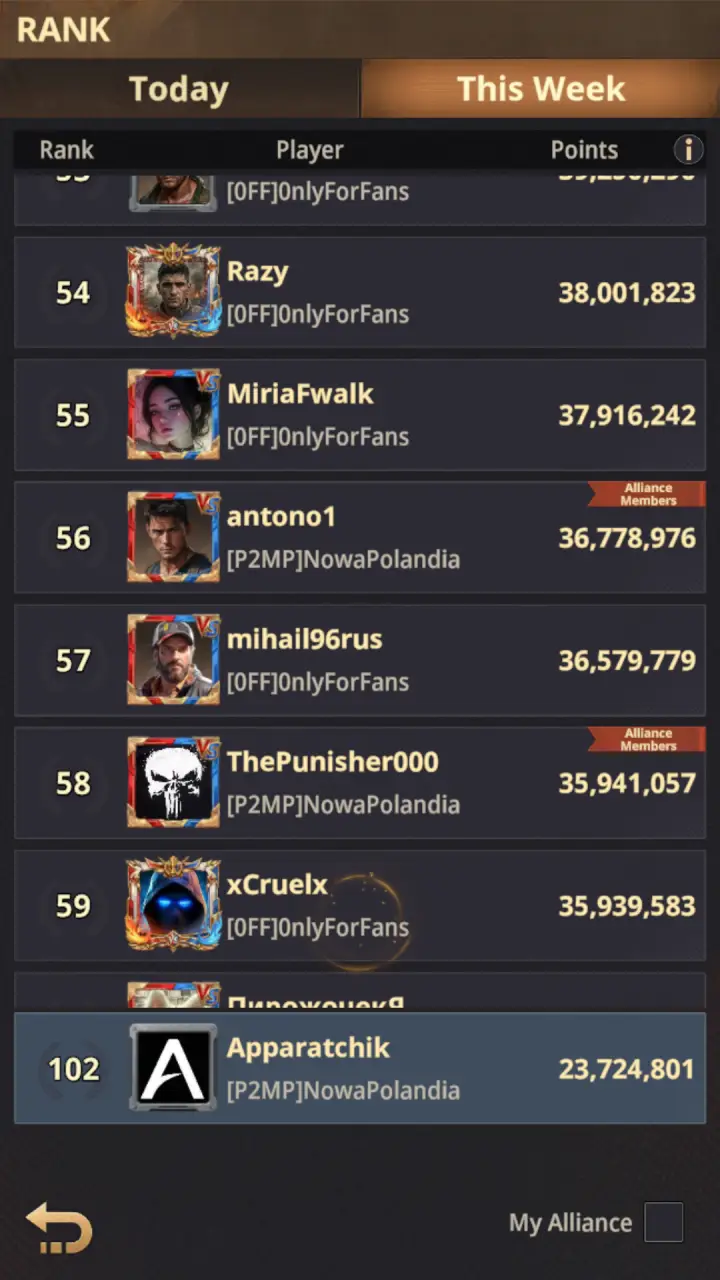 RANK
Today
This Week
Rank
Player
Points
[0FF]0nlyForFans
54
Razy
[0FF]0nlyForFans
38,001,823
55
MiriaFwalk
[0FF]0nlyForFans
37,916,242
Alliance
Members
56
antono1
[P2MP]NowaPolandia
36,778,976
57
mihail96rus
[0FF]0nlyForFans
36,579,779
Alliance
Members
58
ThePunisher000
[P2MP]NowaPolandia
35,941,057
59
xCruelx
[0FF]0nlyForFans
35,939,583
102
Apparatchik
[P2MP]NowaPolandia
23,724,801
My Alliance